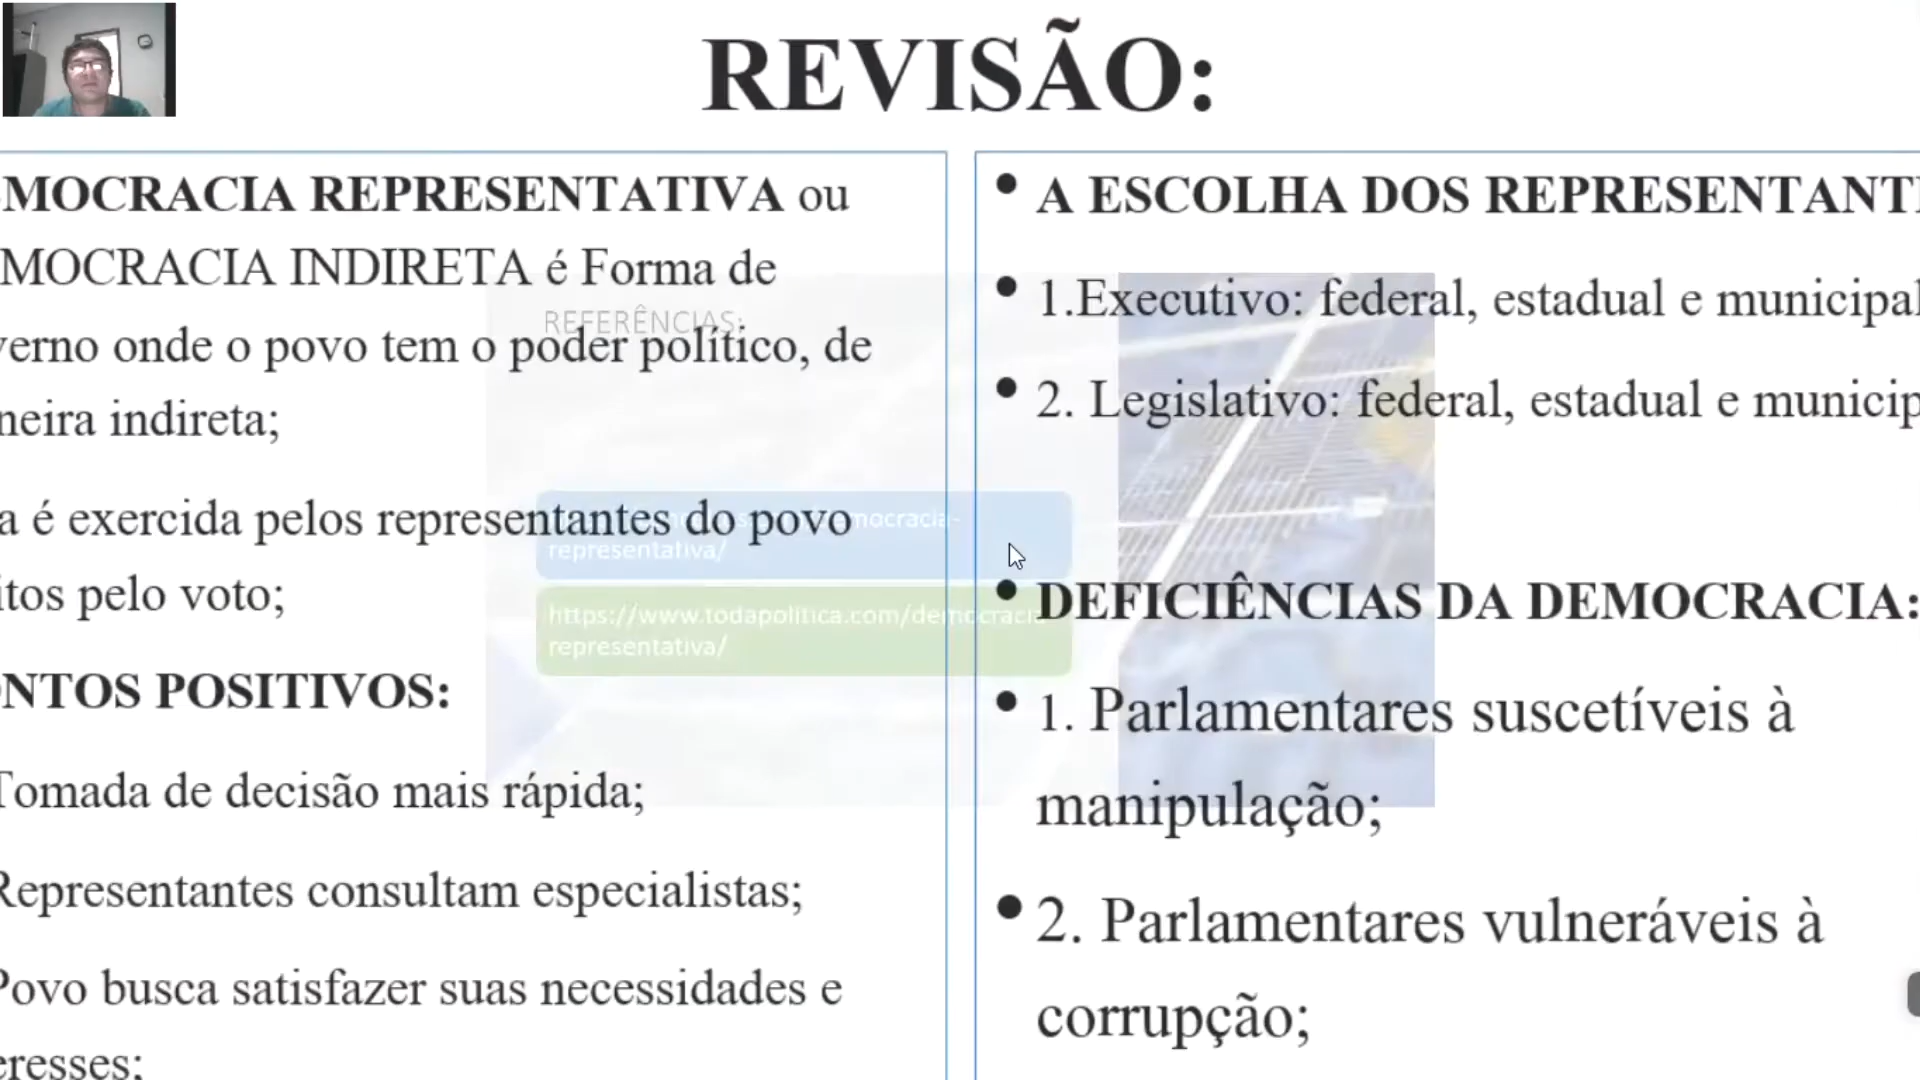 REVISÃO:
MOCRACIA REPRESENTATIVA ou
MOCRACIA INDIRETA é Forma de
verno onde o povo tem o poder político, de
neira indireta;
a é exercida pelos representantes do povo
itos pelo voto;
NTOS POSITIVOS:
Tomada de decisão mais rápida;
Representantes consultam especialistas;
Povo busca satisfazer suas necessidades e
eresses;
• A ESCOLHA DOS REPRESENTANT
• 1.Executivo: federal, estadual e municipal
• 2. Legislativo: federal, estadual e municip
• DEFICIÊNCIAS DA DEMOCRACIA:
• 1. Parlamentares suscetíveis à
manipulação;
• 2. Parlamentares vulneráveis à
corrupção;
REFERÊNCIAS:
democracia-
representativa/
https://www.todapolitica.com/democracia
representativa/